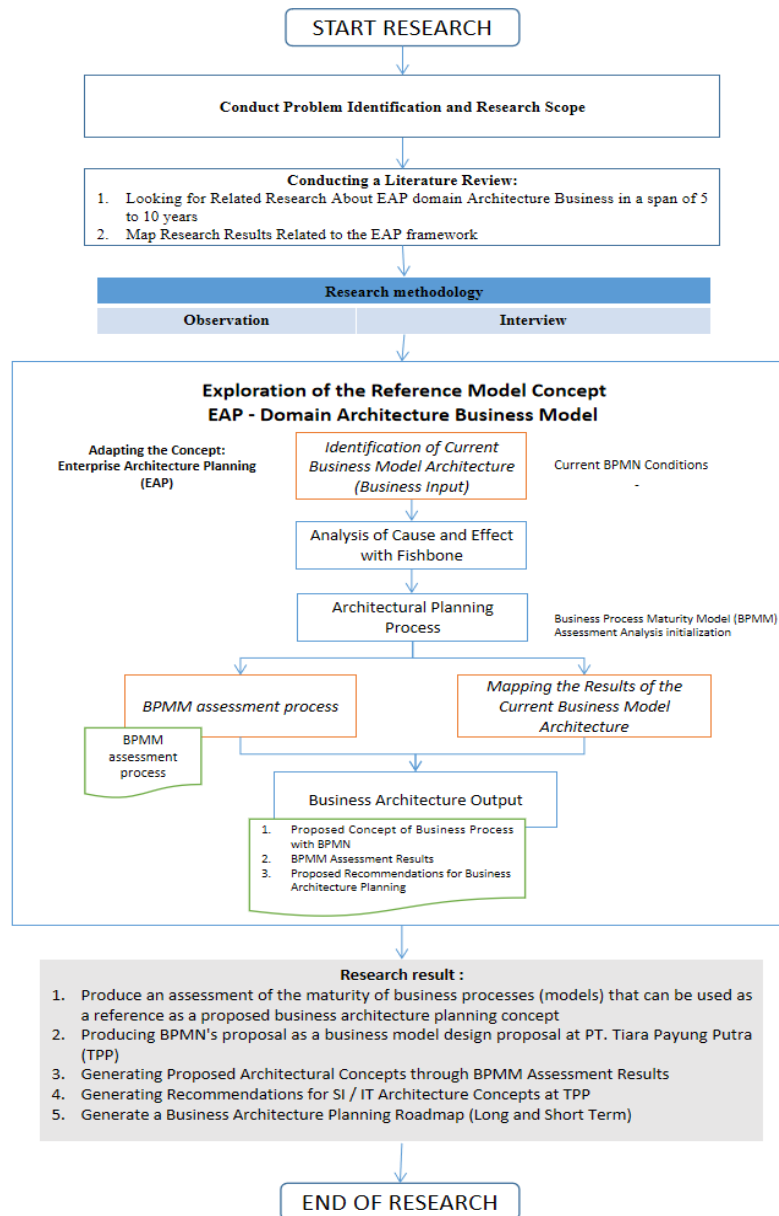 START RESEARCH
Conduct Problem Identification and Research Scope
Conducting a Literature Review:
1. Looking for Related Research About EAP domain Architecture Business in a span of 5
to 10 years
2. Map Research Results Related to the EAP framework
Research methodology
Observation
Interview
Exploration of the Reference Model Concept
EAP - Domain Architecture Business Model
Adapting the Concept:
Enterprise Architecture Planning
(EAP)
Identification of Current
Business Model Architecture
(Business Input)
Current BPMN Conditions
-
Analysis of Cause and Effect
with Fishbone
Architectural Planning
Process
Business Process Maturity Model (BPMM)
Assessment Analysis initialization
BPMM assessment process
Mapping the Results of the
Current Business Model
Architecture
BPMM
assessment
process
Business Architecture Output
1. Proposed Concept of Business Process
with BPMN
2. BPMM Assessment Results
3. Proposed Recommendations for Business
Architecture Planning
Research result :
1. Produce an assessment of the maturity of business processes (models) that can be used as
a reference as a proposed business architecture planning concept
2. Producing BPMN's proposal as a business model design proposal at PT. Tiara Payung Putra
(TPP)
3. Generating Proposed Architectural Concepts through BPMM Assessment Results
4. Generating Recommendations for SI / IT Architecture Concepts at TPP
5. Generate a Business Architecture Planning Roadmap (Long and Short Term)
END OF RESEARCH